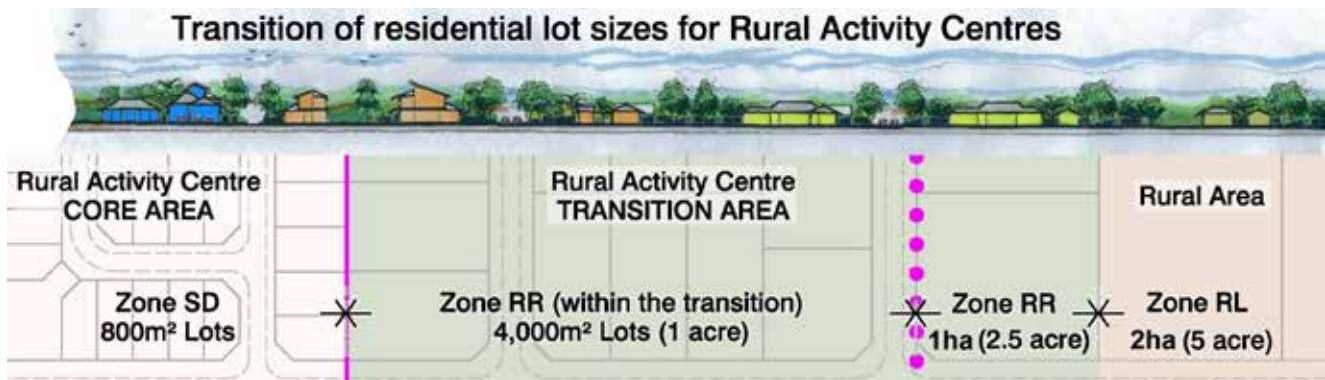 Transition of residential lot sizes for Rural Activity Centres
Rural Activity Centre
CORE AREA
Rural Activity Centre
TRANSITION AREA
Rural Area
Zone SD
800m² Lots
Zone RR (within the transition)
4,000m² Lots (1 acre)
Zone RR
1ha (2.5 acre)
Zone RL
2ha (5 acre)